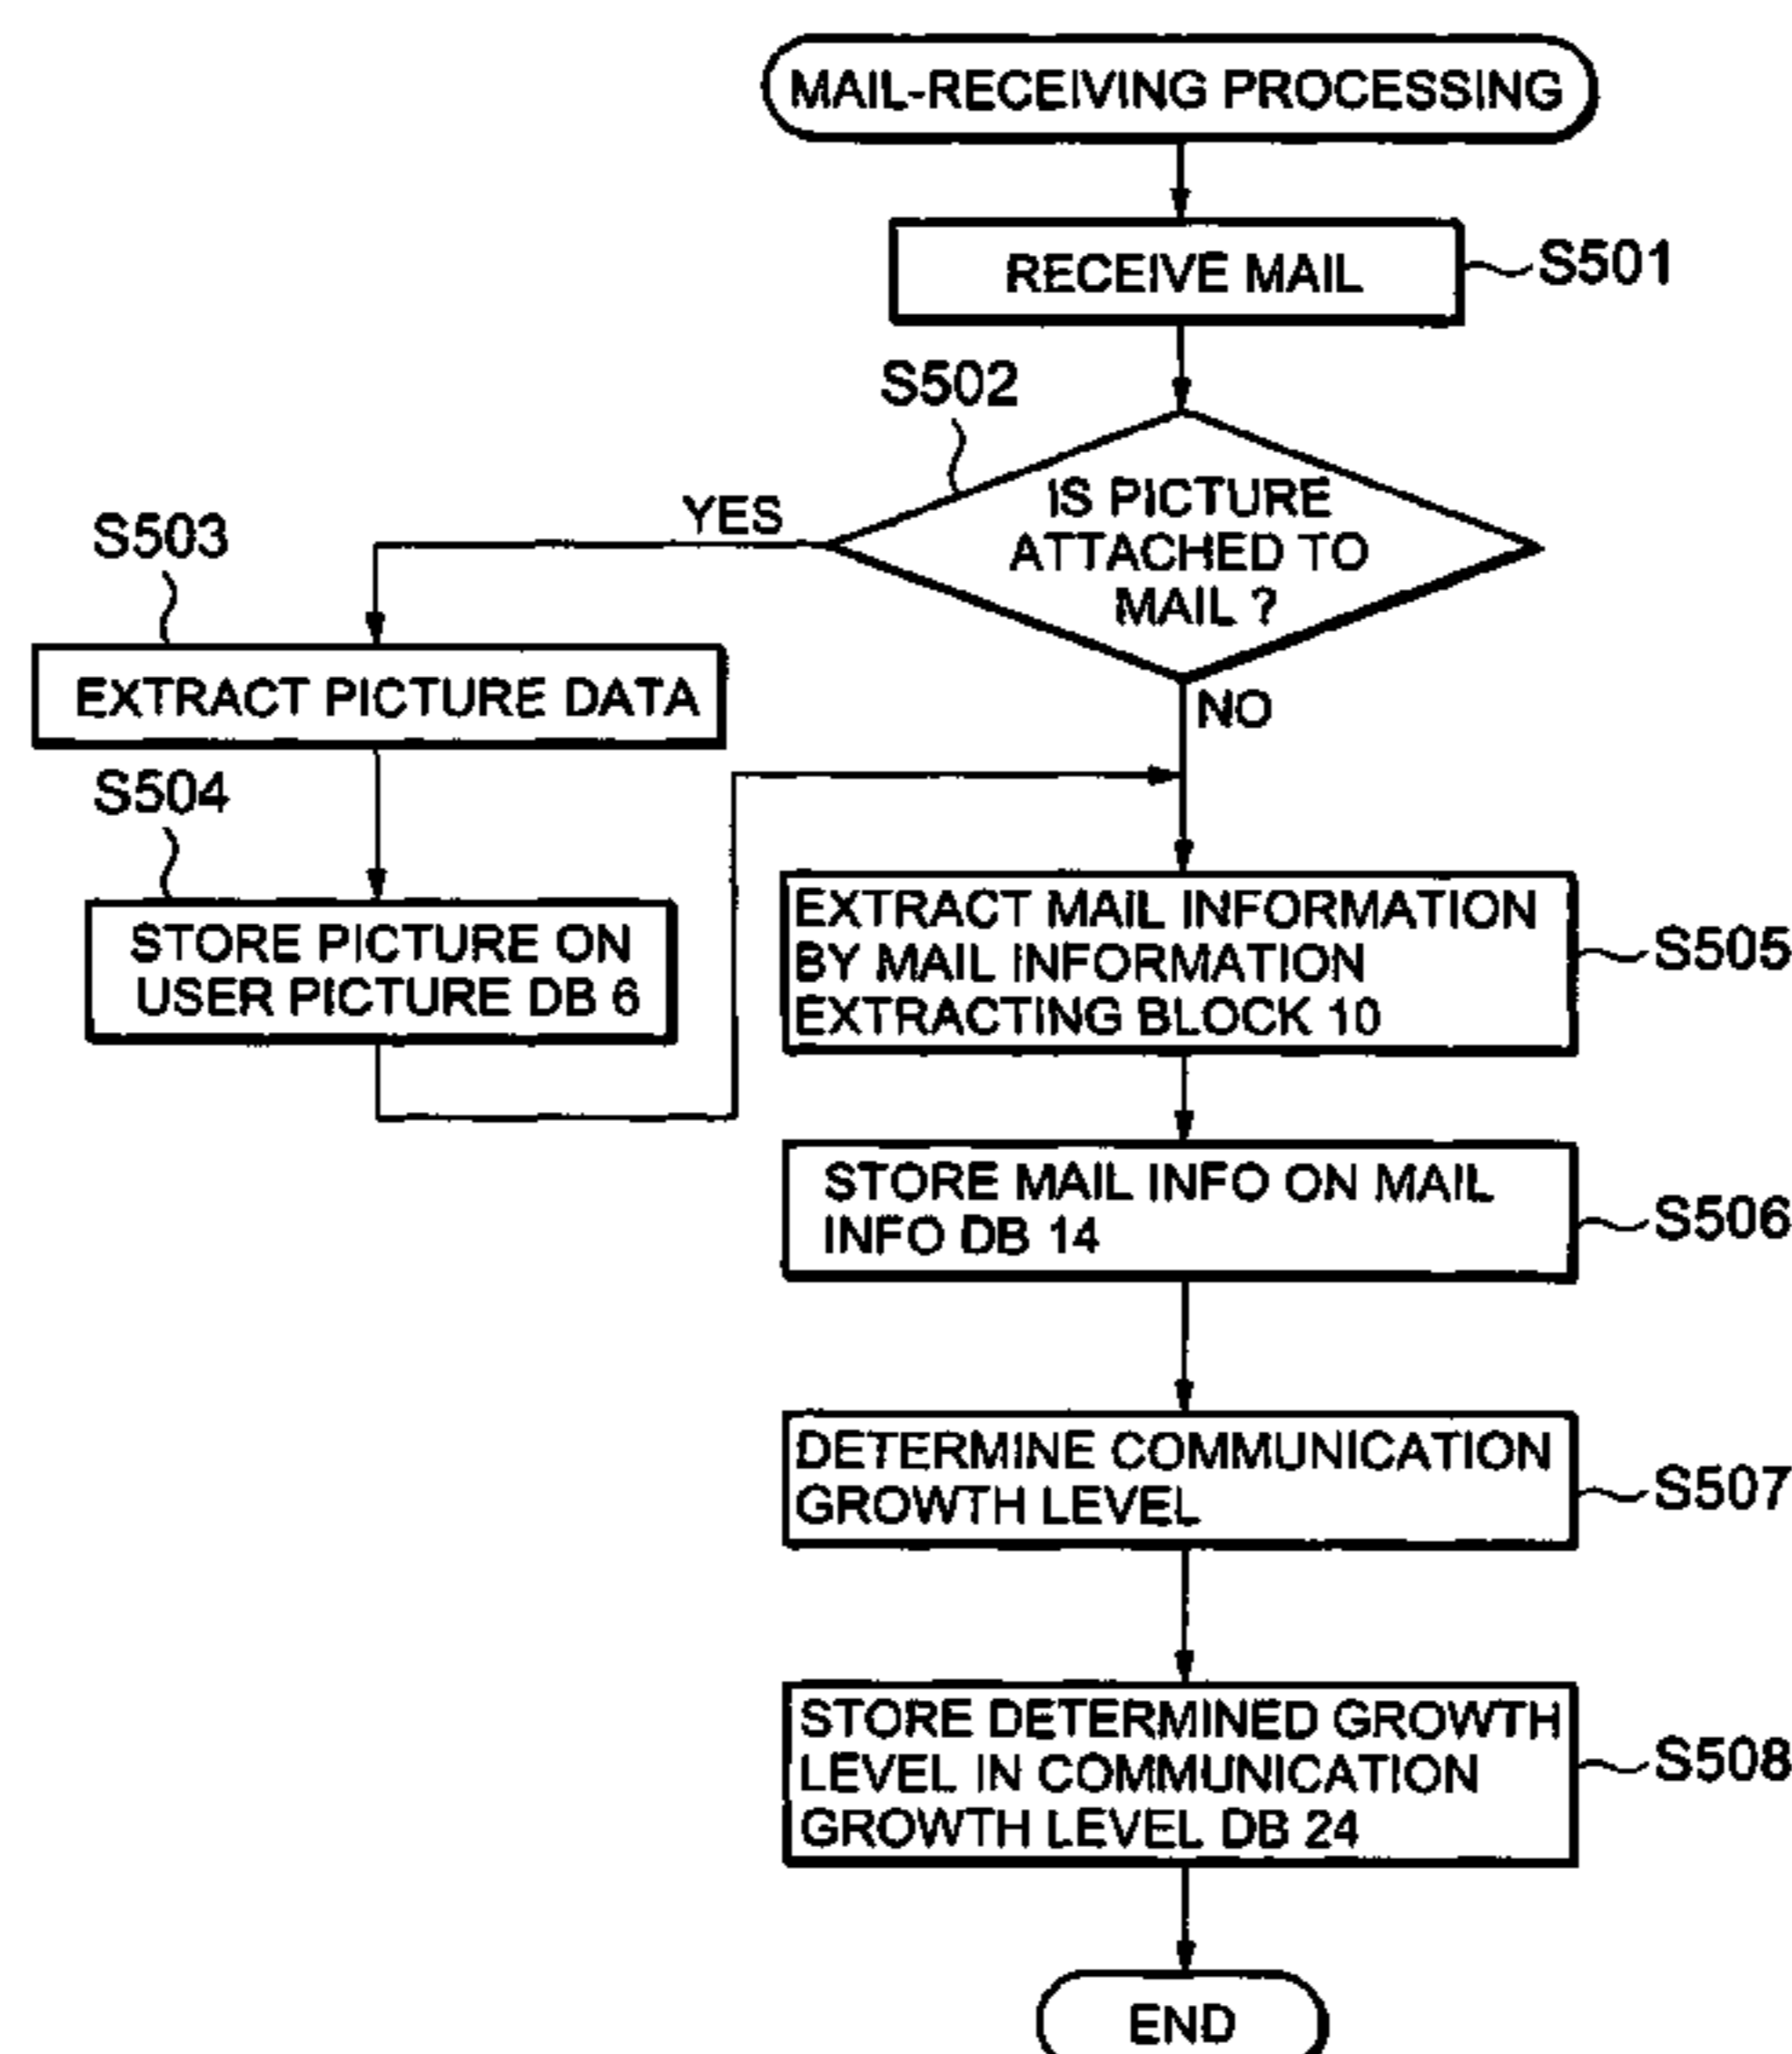 MAIL-RECEIVING PROCESSING
RECEIVE MAIL
S501
S502
IS PICTURE
ATTACHED TO
MAIL ?
YES
NO
S503
EXTRACT PICTURE DATA
S504
STORE PICTURE ON
USER PICTURE DB 6
EXTRACT MAIL INFORMATION
BY MAIL INFORMATION
EXTRACTING BLOCK 10
S505
STORE MAIL INFO ON MAIL
INFO DB 14
S506
DETERMINE COMMUNICATION
GROWTH LEVEL
S507
STORE DETERMINED GROWTH
LEVEL IN COMMUNICATION
GROWTH LEVEL DB 24
S508
END